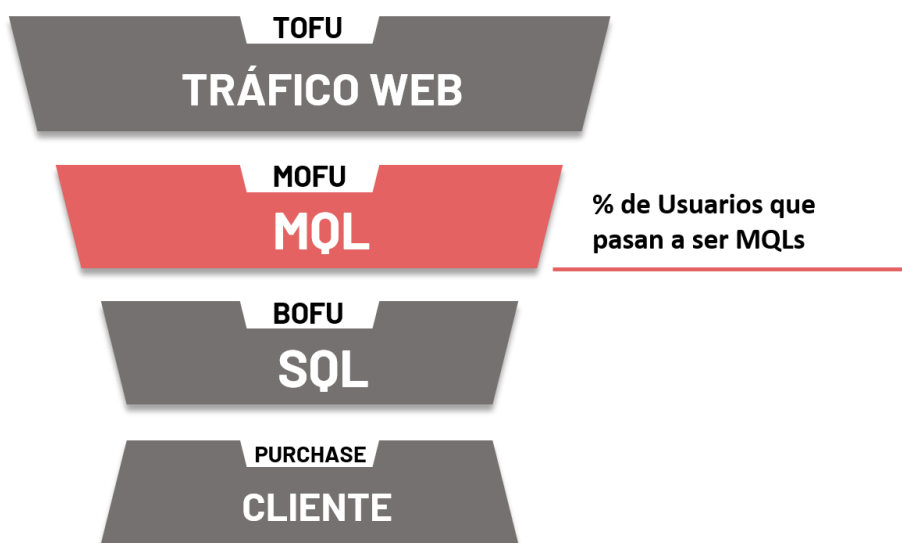 TOFU
TRÁFICO WEB
MOFU
MQL
% de Usuarios que
pasan a ser MQLs
BOFU
SQL
PURCHASE
CLIENTE